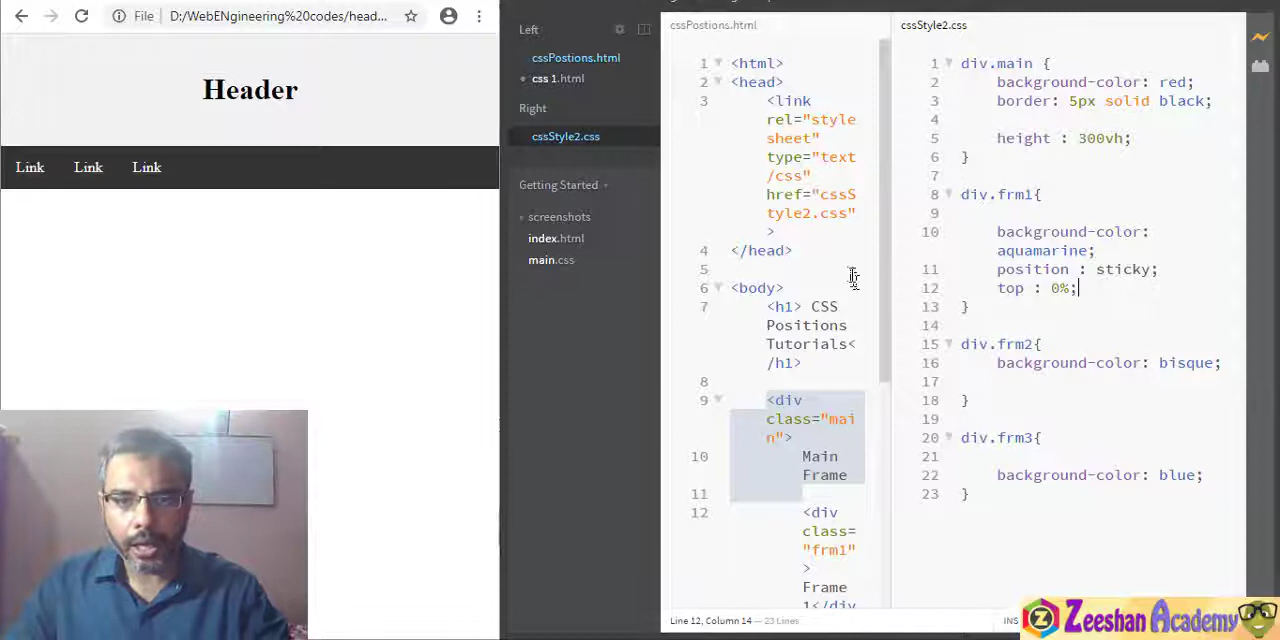 File
D:/WebENgineering%20codes/head...
Header
Link Link Link
Left
cssPostions.html
css 1.html
Right
cssStyle2.css
Getting Started
screenshots
index.html
main.css
cssPostions.html
1 <html>
2 <head>
3 <link
rel="style
sheet"
type="text
/css"
href="cssS
tyle2.css"
>
4 </head>
5
6 <body>
7 <h1> CSS
Positions
Tutorials<
/h1>
8
9 <div
class="mai
n">
10 Main
Frame
11
12 <div
class=
"frm1"
>
Frame
1</div
Line 12, Column 14 — 23 Lines
INS
cssStyle2.css
1 div.main {
2 background-color: red;
3 border: 5px solid black;
4
5 height : 300vh;
6 }
7
8 div.frm1{
9
10 background-color:
aquamarine;
11 position : sticky;
12 top : 0%;
13 }
14
15 div.frm2{
16 background-color: bisque;
17
18 }
19
20 div.frm3{
21
22 background-color: blue;
23 }
Zeeshan Academy